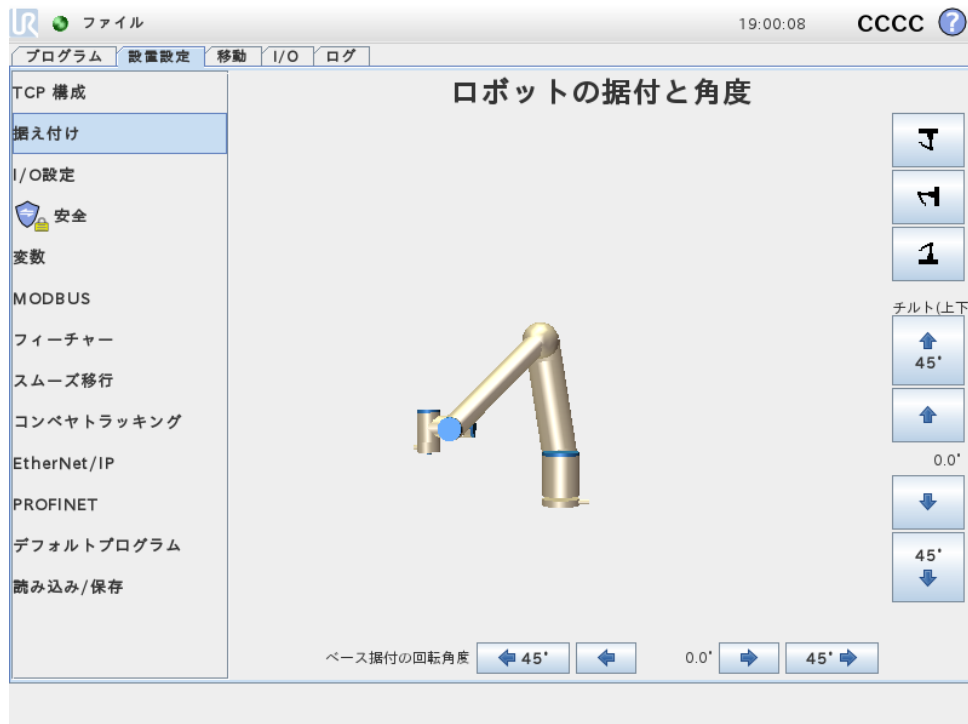 UR ファイル 19:00:08 CCCC ?
プログラム 設置設定 移動 I/O ログ
TCP 構成
据え付け
I/O設定
安全
変数
MODBUS
フィーチャー
スムーズ移行
コンベヤトラッキング
EtherNet/IP
PROFINET
デフォルトプログラム
読み込み/保存
ロボットの据付と角度
チルト(上下
45°
0.0°
45°
ベース据付の回転角度 45° 0.0° 45°